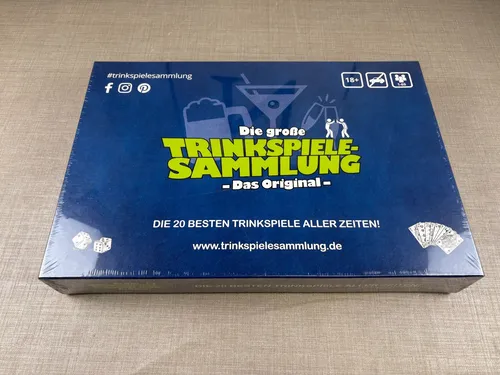 #trinkspielesammlung
18+
Die große
TRINKSPIELE-
SAMMLUNG
- Das Original -
DIE 20 BESTEN TRINKSPIELE ALLER ZEITEN!
www.trinkspielesammlung.de